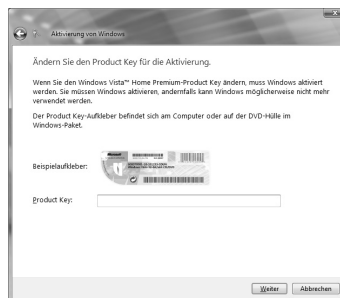 Aktivierung von Windows
Ändern Sie den Product Key für die Aktivierung.
Wenn Sie den Windows Vista™ Home Premium-Product Key ändern, muss Windows aktiviert
werden. Sie müssen Windows aktivieren, andernfalls kann Windows möglicherweise nicht mehr
verwendet werden.
Der Product Key-Aufkleber befindet sich am Computer oder auf der DVD-Hülle im
Windows-Paket.
Beispielaufkleber:
Product Key:
Weiter
Abbrechen